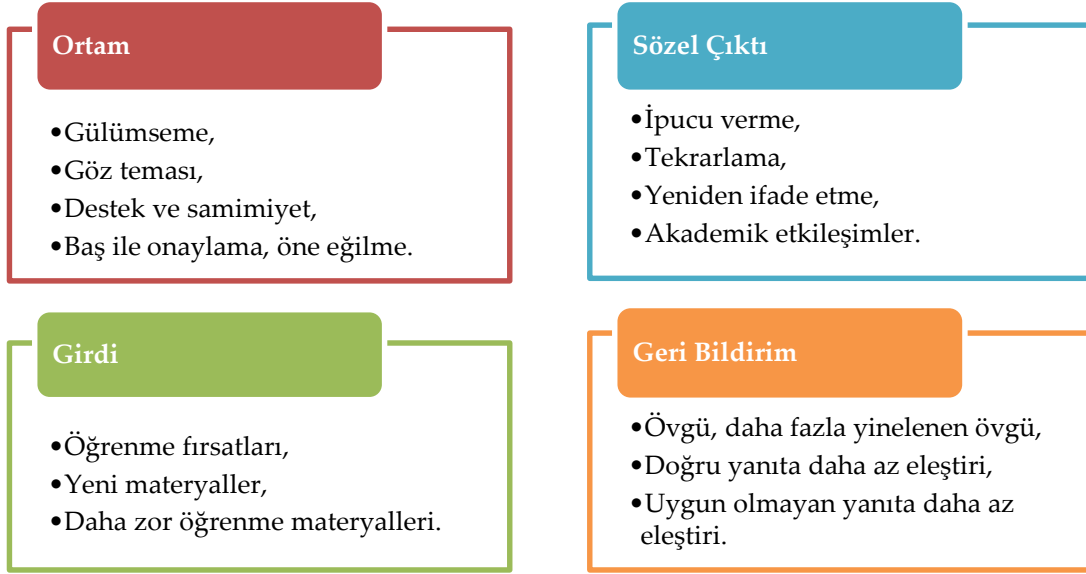 Ortam
•Gülümseme,
•Göz teması,
•Destek ve samimiyet,
•Baş ile onaylama, öne eğilme.
Sözel Çıktı
•İpucu verme,
•Tekrarlama,
•Yeniden ifade etme,
•Akademik etkileşimler.
Girdi
•Öğrenme fırsatları,
•Yeni materyaller,
•Daha zor öğrenme materyalleri.
Geri Bildirim
•Övgü, daha fazla yinelenen övgü,
•Doğru yanıta daha az eleştiri,
•Uygun olmayan yanıta daha az
eleştiri.